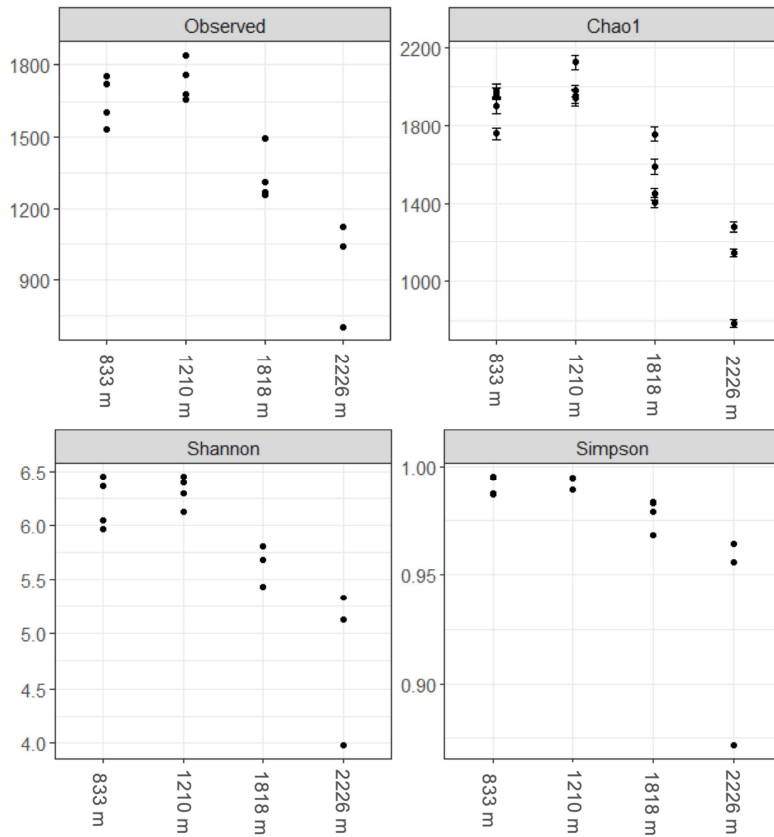 Observed
1800
1500
1200
900
833 m
1210 m
1818 m
2226 m
Chao1
2200
1800
1400
1000
833 m
1210 m
1818 m
2226 m
Shannon
6.5
6.0
5.5
5.0
4.5
4.0
833 m
1210 m
1818 m
2226 m
Simpson
1.00
0.95
0.90
833 m
1210 m
1818 m
2226 m